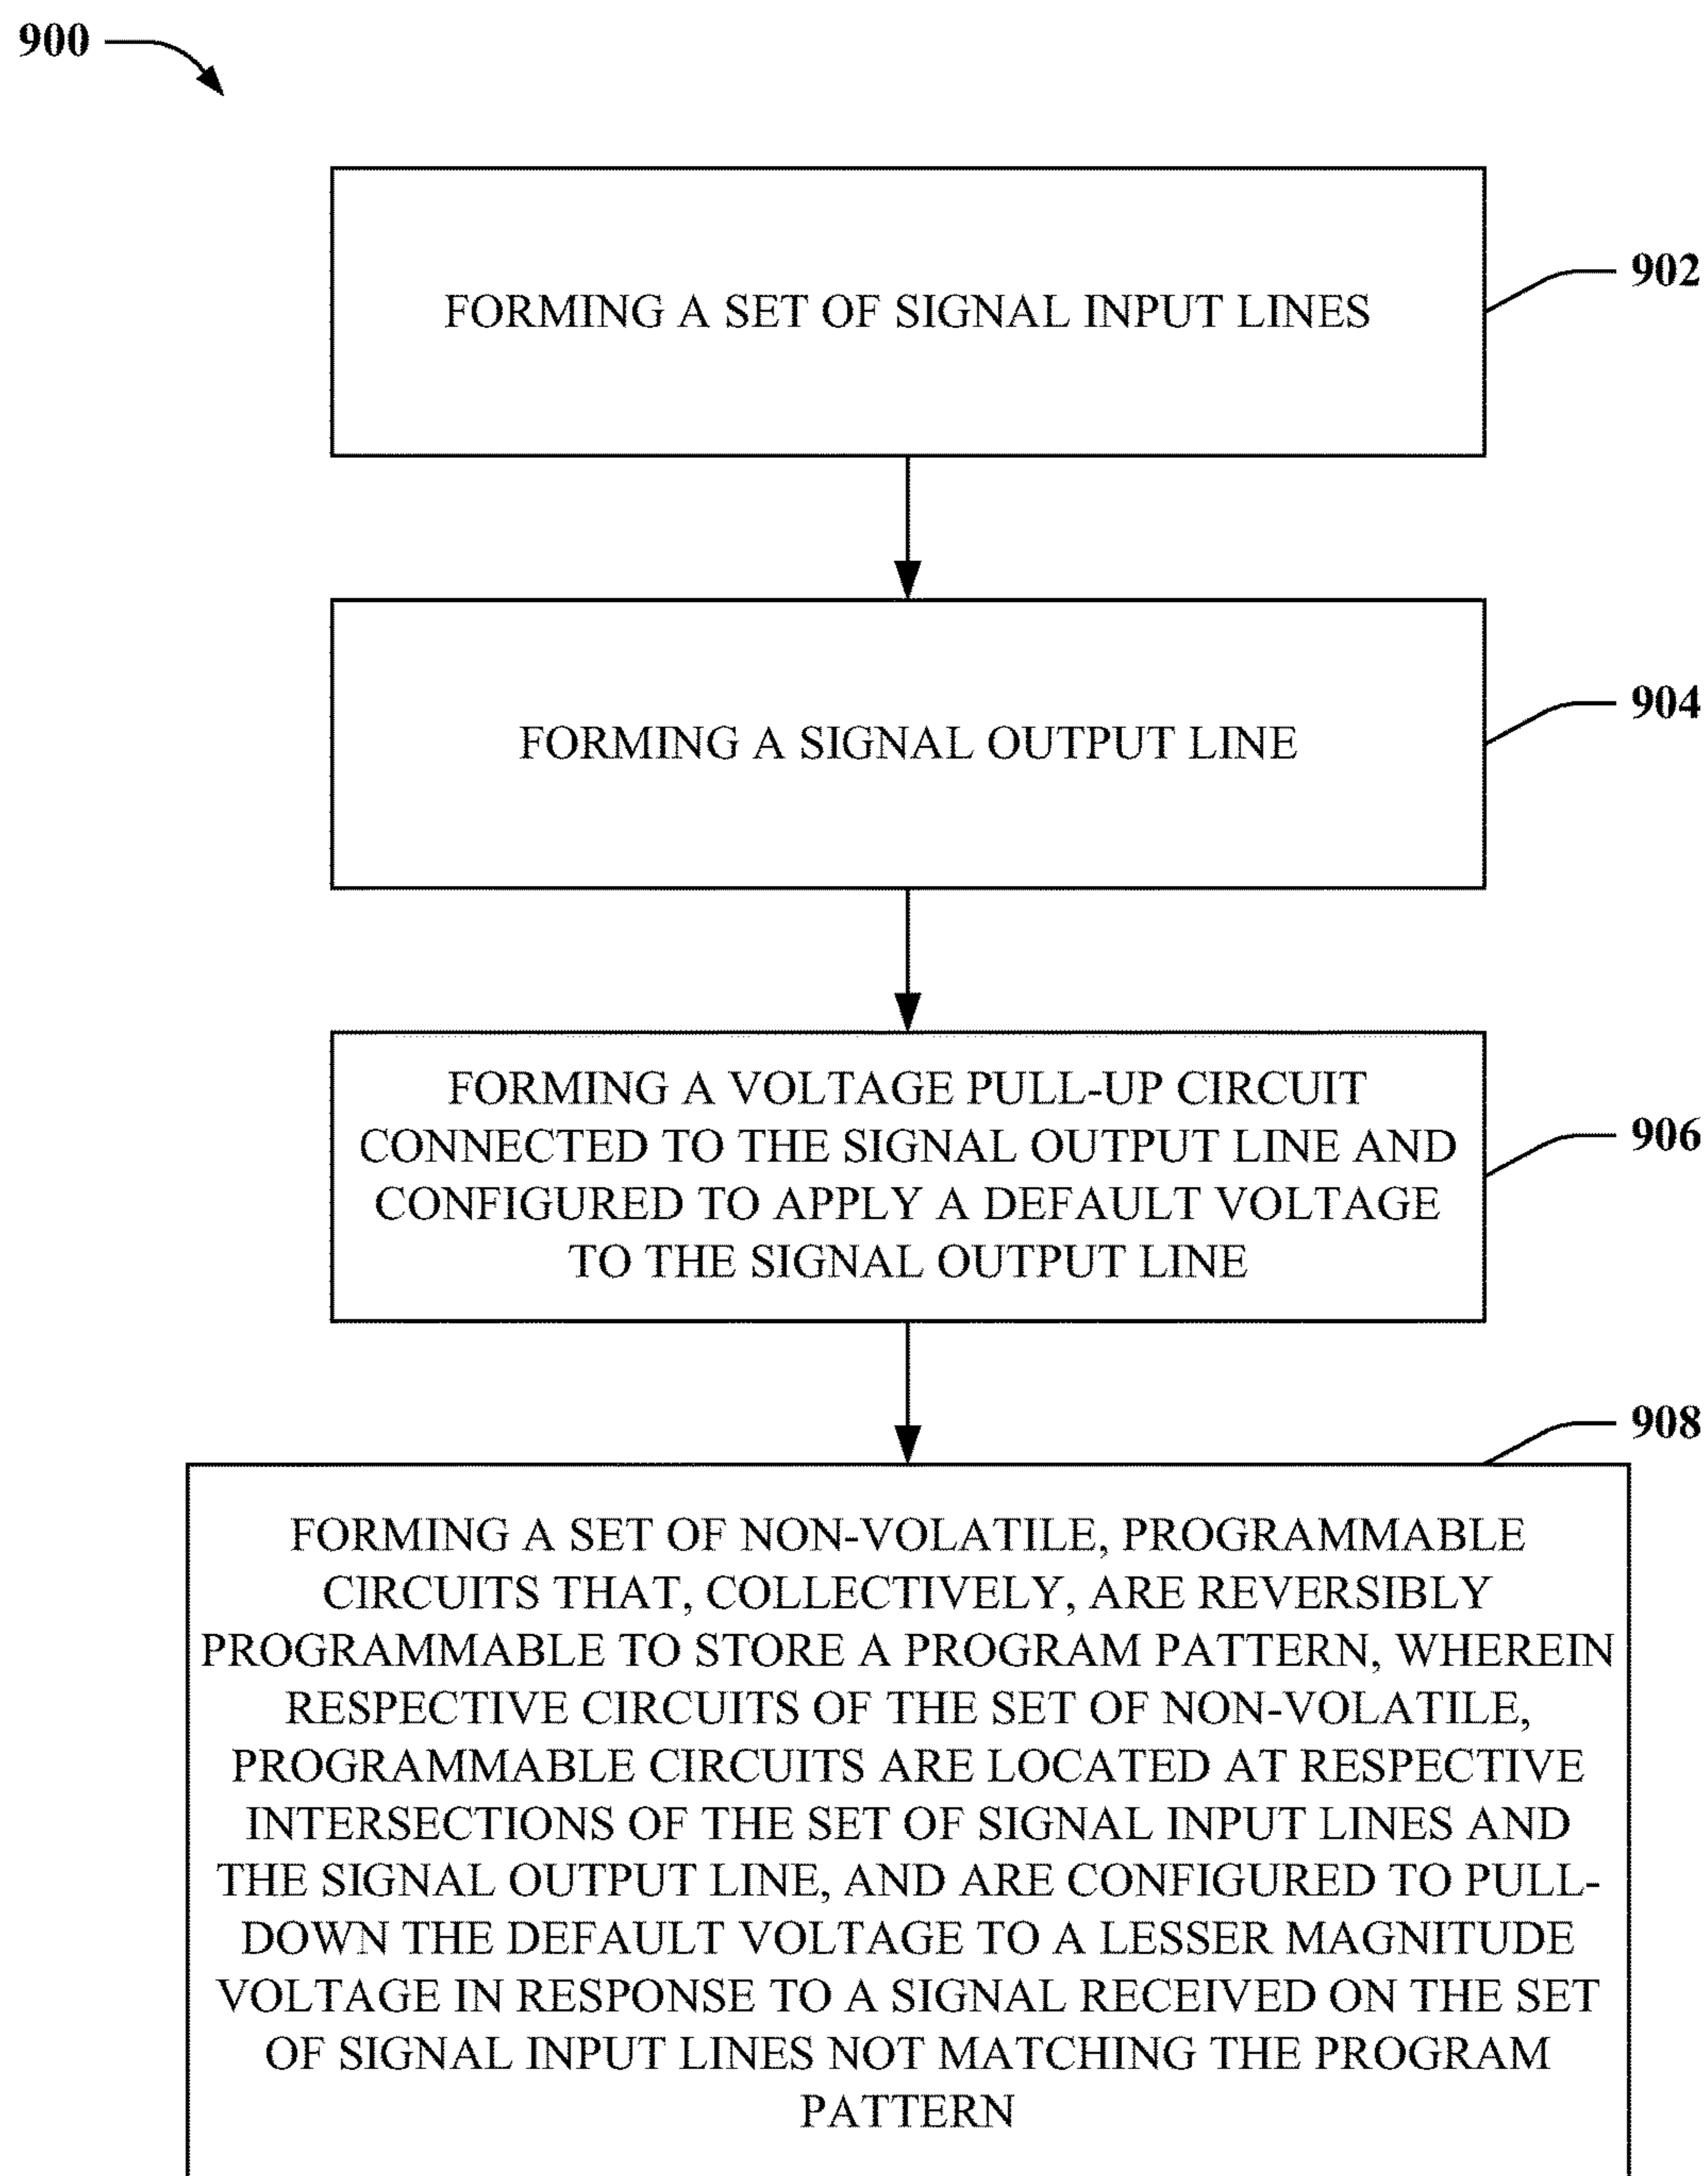 900
FORMING A SET OF SIGNAL INPUT LINES
902
FORMING A SIGNAL OUTPUT LINE
904
FORMING A VOLTAGE PULL-UP CIRCUIT
CONNECTED TO THE SIGNAL OUTPUT LINE AND
CONFIGURED TO APPLY A DEFAULT VOLTAGE
TO THE SIGNAL OUTPUT LINE
906
908
FORMING A SET OF NON-VOLATILE, PROGRAMMABLE
CIRCUITS THAT, COLLECTIVELY, ARE REVERSIBLY
PROGRAMMABLE TO STORE A PROGRAM PATTERN, WHEREIN
RESPECTIVE CIRCUITS OF THE SET OF NON-VOLATILE,
PROGRAMMABLE CIRCUITS ARE LOCATED AT RESPECTIVE
INTERSECTIONS OF THE SET OF SIGNAL INPUT LINES AND
THE SIGNAL OUTPUT LINE, AND ARE CONFIGURED TO PULL-
DOWN THE DEFAULT VOLTAGE TO A LESSER MAGNITUDE
VOLTAGE IN RESPONSE TO A SIGNAL RECEIVED ON THE SET
OF SIGNAL INPUT LINES NOT MATCHING THE PROGRAM
PATTERN